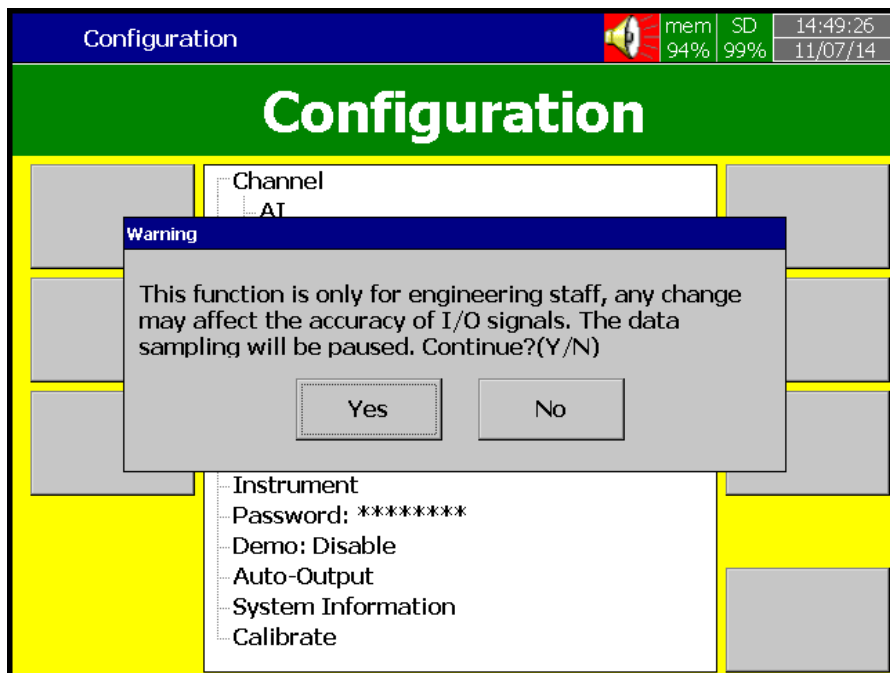 Configuration
mem SD 14:49:26
94% 99% 11/07/14
Configuration
Channel
AI
Warning
This function is only for engineering staff, any change
may affect the accuracy of I/O signals. The data
sampling will be paused. Continue?(Y/N)
Yes No
Instrument
Password: ********
Demo: Disable
Auto-Output
System Information
Calibrate